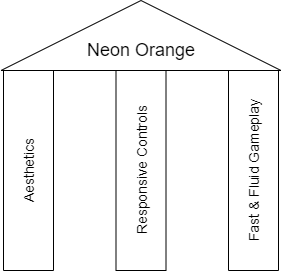 Neon Orange
Aesthetics
Responsive Controls
Fast & Fluid Gameplay